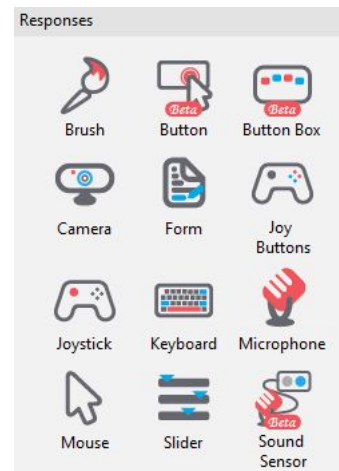 Responses
Beta
Beta
Brush Button Button Box
Camera Form Joy
Buttons
Joystick Keyboard Microphone
Beta
Mouse Slider Sound
Sensor